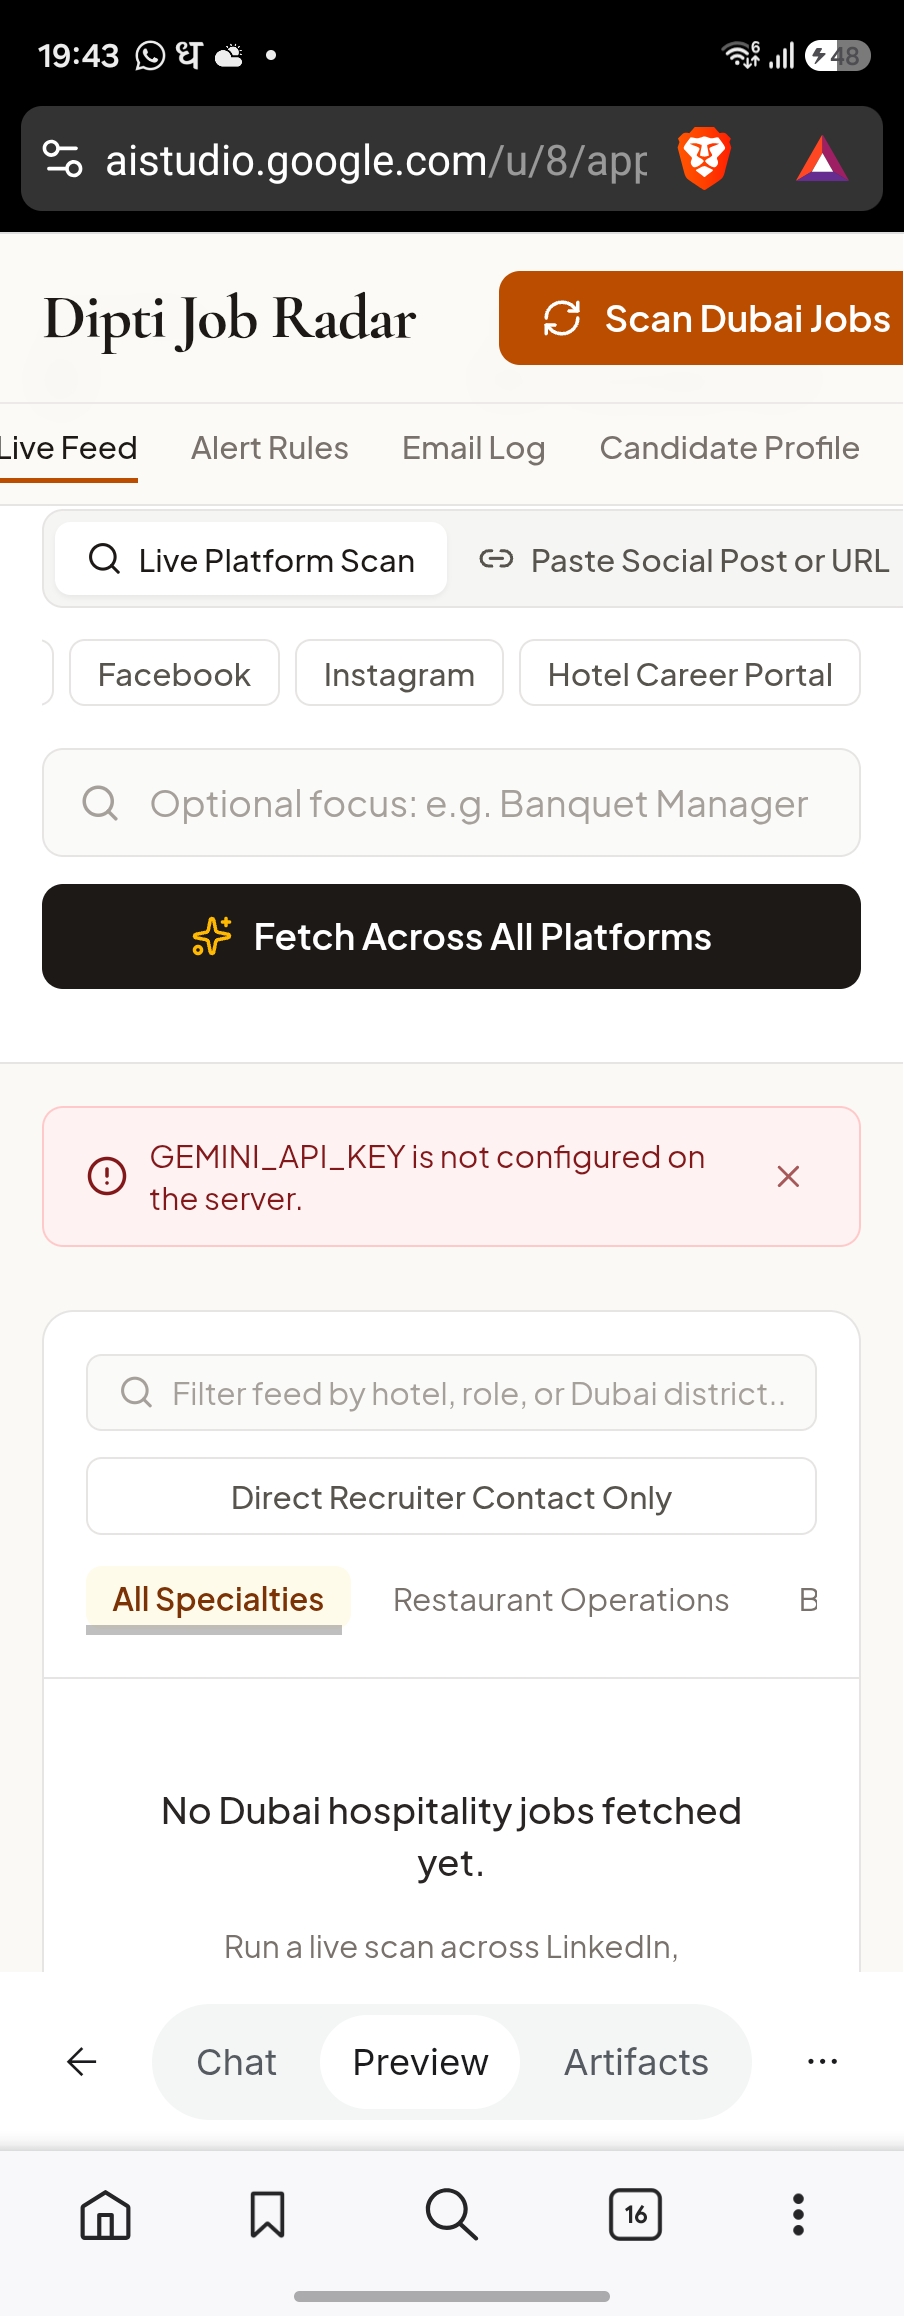 19:43 ध 6 48
aistudio.google.com/u/8/app
Dipti Job Radar
Scan Dubai Jobs
Live Feed Alert Rules Email Log Candidate Profile
Live Platform Scan Paste Social Post or URL
Facebook Instagram Hotel Career Portal
Optional focus: e.g. Banquet Manager
Fetch Across All Platforms
GEMINI_API_KEY is not configured on
the server.
Filter feed by hotel, role, or Dubai district..
Direct Recruiter Contact Only
All Specialties Restaurant Operations B
No Dubai hospitality jobs fetched
yet.
Run a live scan across LinkedIn,
Chat Preview Artifacts
16